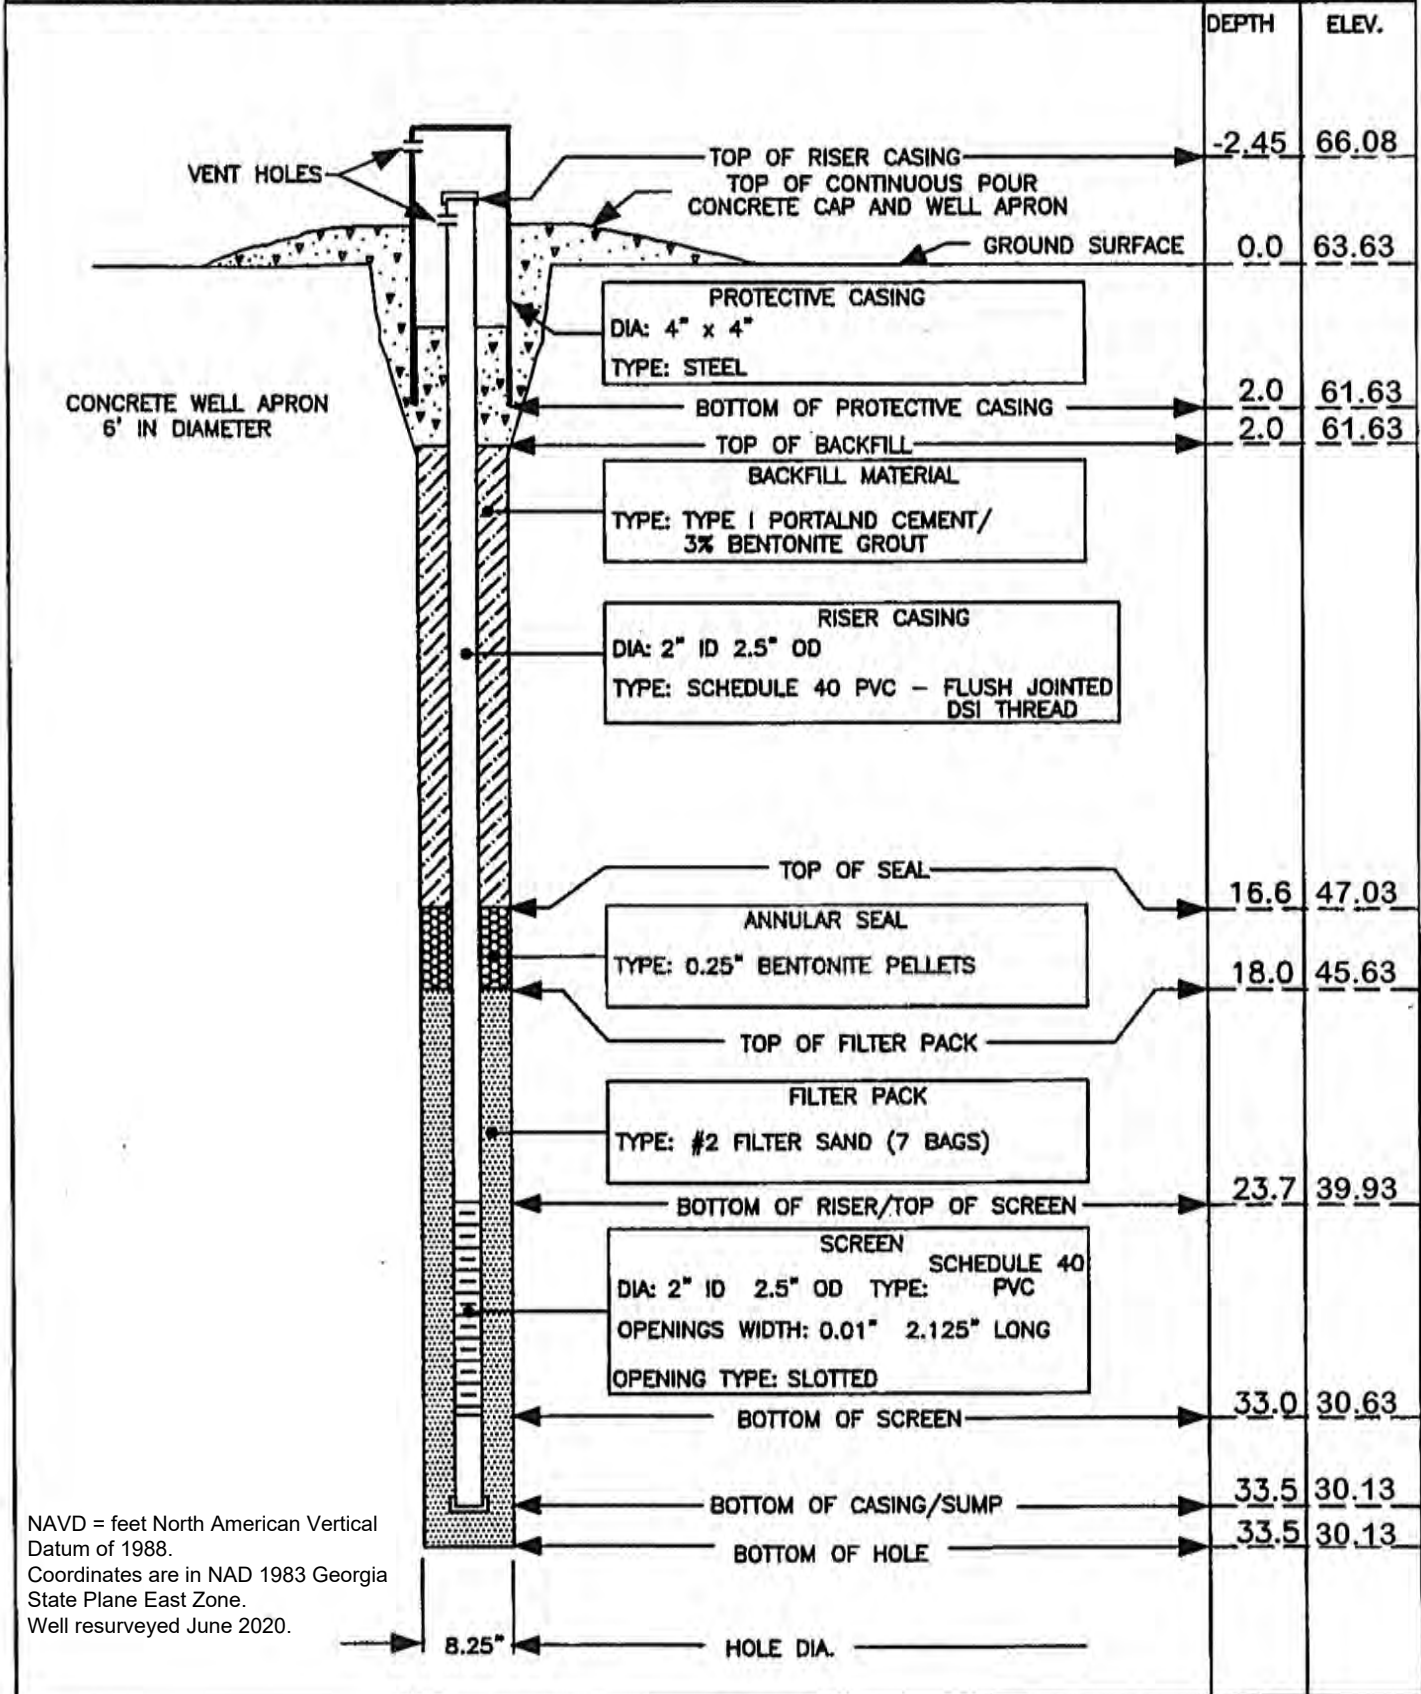 DEPTH ELEV.
VENT HOLES
TOP OF RISER CASING -2.45 66.08
TOP OF CONTINUOUS POUR
CONCRETE CAP AND WELL APRON
GROUND SURFACE 0.0 63.63
PROTECTIVE CASING
DIA: 4" x 4"
TYPE: STEEL
CONCRETE WELL APRON
6' IN DIAMETER
BOTTOM OF PROTECTIVE CASING 2.0 61.63
TOP OF BACKFILL 2.0 61.63
BACKFILL MATERIAL
TYPE: TYPE I PORTALND CEMENT/
3% BENTONITE GROUT
RISER CASING
DIA: 2" ID 2.5" OD
TYPE: SCHEDULE 40 PVC - FLUSH JOINTED
DSI THREAD
TOP OF SEAL 16.6 47.03
ANNULAR SEAL
TYPE: 0.25" BENTONITE PELLETS
18.0 45.63
TOP OF FILTER PACK
FILTER PACK
TYPE: #2 FILTER SAND (7 BAGS)
BOTTOM OF RISER/TOP OF SCREEN 23.7 39.93
SCREEN
SCHEDULE 40
DIA: 2" ID 2.5" OD TYPE: PVC
OPENINGS WIDTH: 0.01" 2.125" LONG
OPENING TYPE: SLOTTED
BOTTOM OF SCREEN 33.0 30.63
BOTTOM OF CASING/SUMP 33.5 30.13
BOTTOM OF HOLE 33.5 30.13
NAVD = feet North American Vertical
Datum of 1988.
Coordinates are in NAD 1983 Georgia
State Plane East Zone.
Well resurveyed June 2020.
8.25" HOLE DIA.